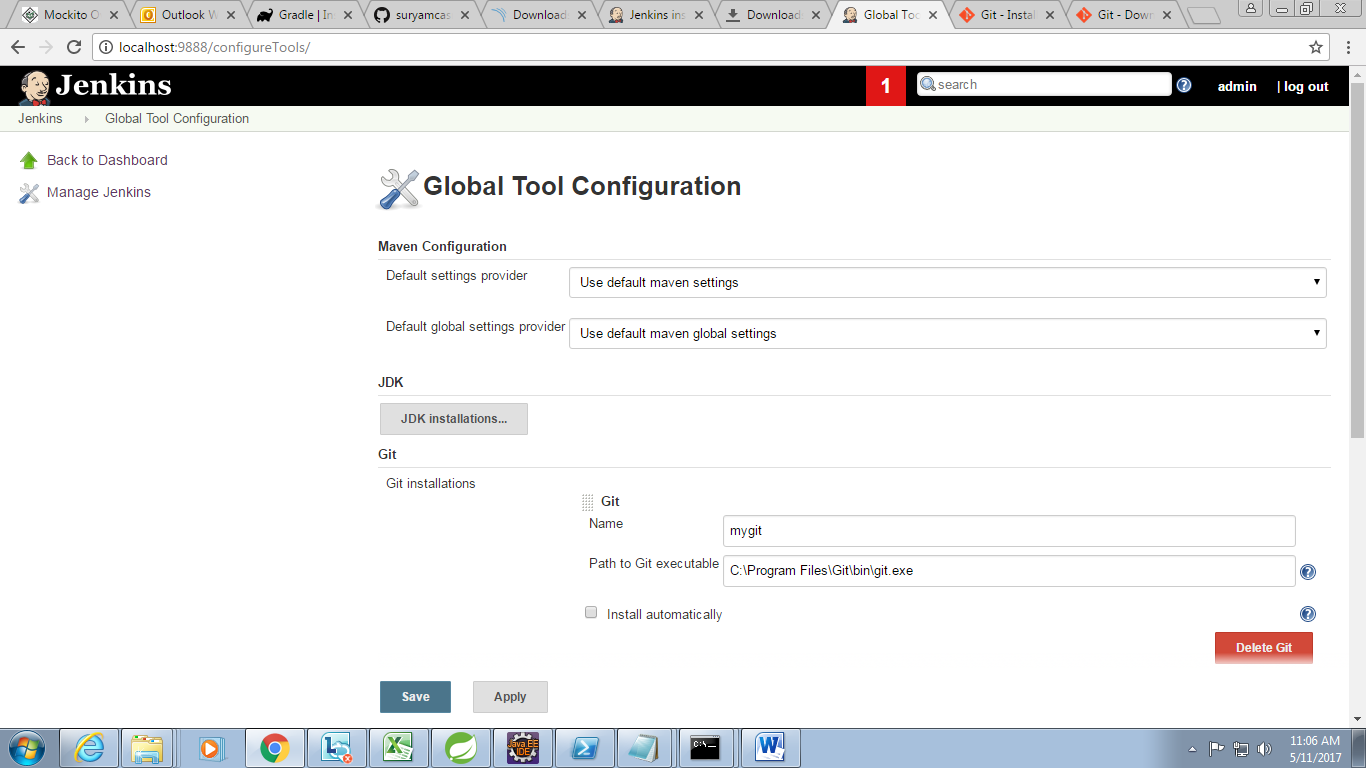 Mockito O
Outlook W
Gradle | In
suryamcas
Download
Jenkins ins
Download
Global Too
Git - Instal
Git - Down
localhost:9888/configureTools/
Jenkins
1
search
admin
| log out
Jenkins
Global Tool Configuration
Back to Dashboard
Manage Jenkins
Global Tool Configuration
Maven Configuration
Default settings provider
Use default maven settings
Default global settings provider
Use default maven global settings
JDK
JDK installations...
Git
Git installations
Git
Name
mygit
Path to Git executable
C:\Program Files\Git\bin\git.exe
Install automatically
Delete Git
Save
Apply
Java EE
IDE
C:\
11:06 AM
5/11/2017